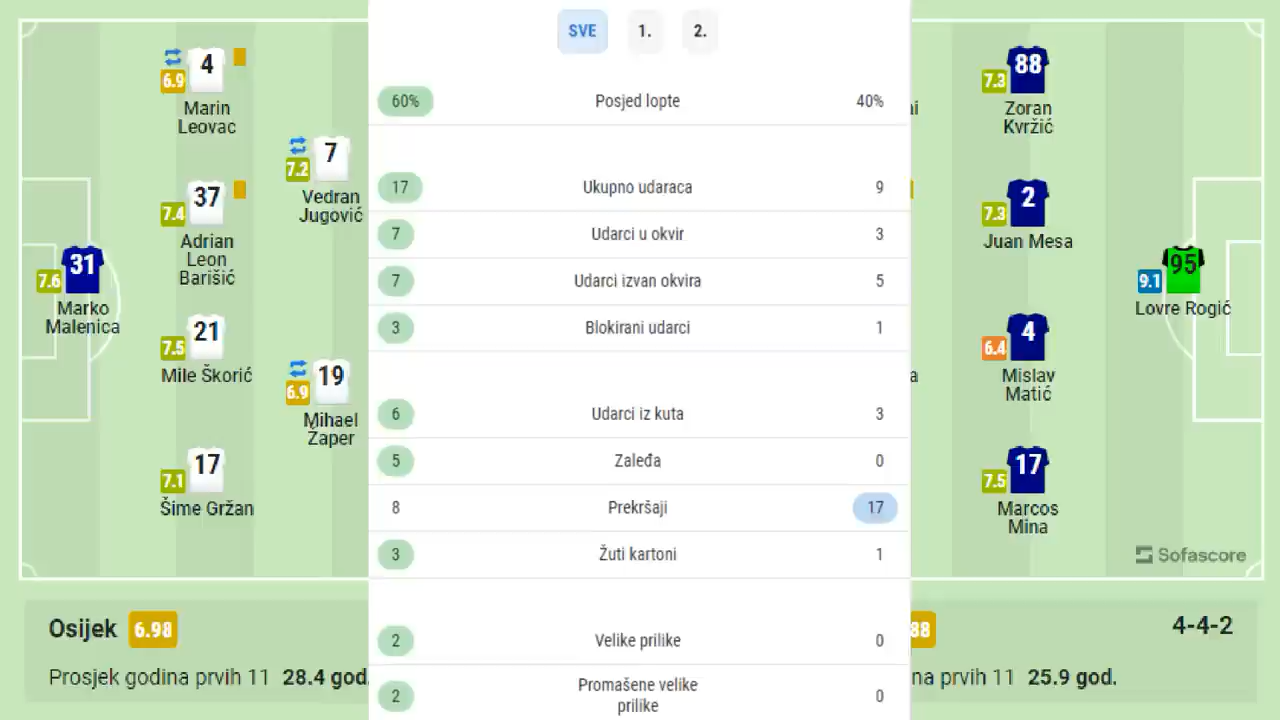 SVE 1. 2.
60% Posjed lopte 40%
17 Ukupno udaraca 9
7 Udarci u okvir 3
7 Udarci izvan okvira 5
3 Blokirani udarci 1
6 Udarci iz kuta 3
5 Zaleđa 0
8 Prekršaji 17
3 Žuti kartoni 1
2 Velike prilike 0
2 Promašene velike
prilike 0
31
7.6
Marko
Malenica
4
6.9
Marin
Leovac
37
7.4
Adrian
Leon
Barišić
21
7.5
Mile Škorić
17
7.1
Šime Gržan
7
7.2
Vedran
Jugović
19
6.9
Mihael
Žaper
88
7.3
Zoran
Kvržić
2
7.3
Juan Mesa
4
6.4
Mislav
Matić
17
7.5
Marcos
Mina
95
9.1
Lovre Rogić
Sofascore
Osijek 6.98
Prosjek godina prvih 11 28.4 god.
88 4-4-2
na prvih 11 25.9 god.